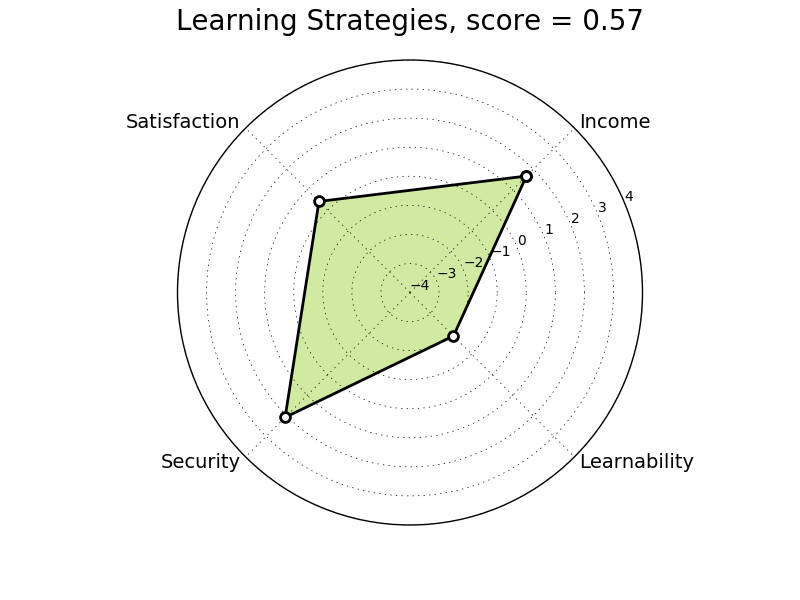 Learning Strategies, score = 0.57
Satisfaction
Income
4
3
2
1
0
−1
−2
−3
−4
Security
Learnability